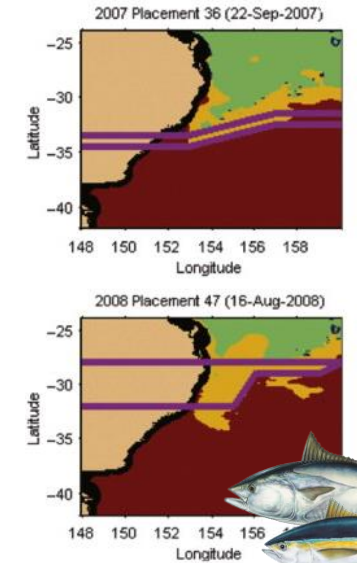 2007 Placement 36 (22-Sep-2007)
Latitude
−25
−30
−35
−40
148 150 152 154 156 158
Longitude
2008 Placement 47 (16-Aug-2008)
Latitude
−25
−30
−35
−40
148 150 152 154 156
Longitude